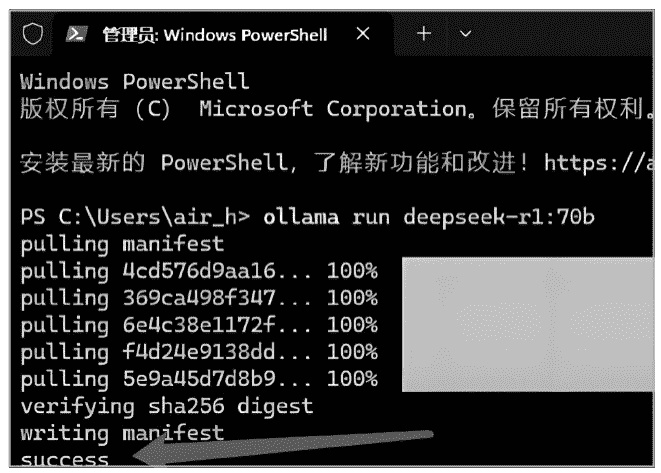 管理员: Windows PowerShell
Windows PowerShell
版权所有 (C) Microsoft Corporation。保留所有权利。
安装最新的 PowerShell，了解新功能和改进！https://a
PS C:\Users\air_h> ollama run deepseek-r1:70b
pulling manifest
pulling 4cd576d9aa16... 100%
pulling 369ca498f347... 100%
pulling 6e4c38e1172f... 100%
pulling f4d24e9138dd... 100%
pulling 5e9a45d7d8b9... 100%
verifying sha256 digest
writing manifest
success